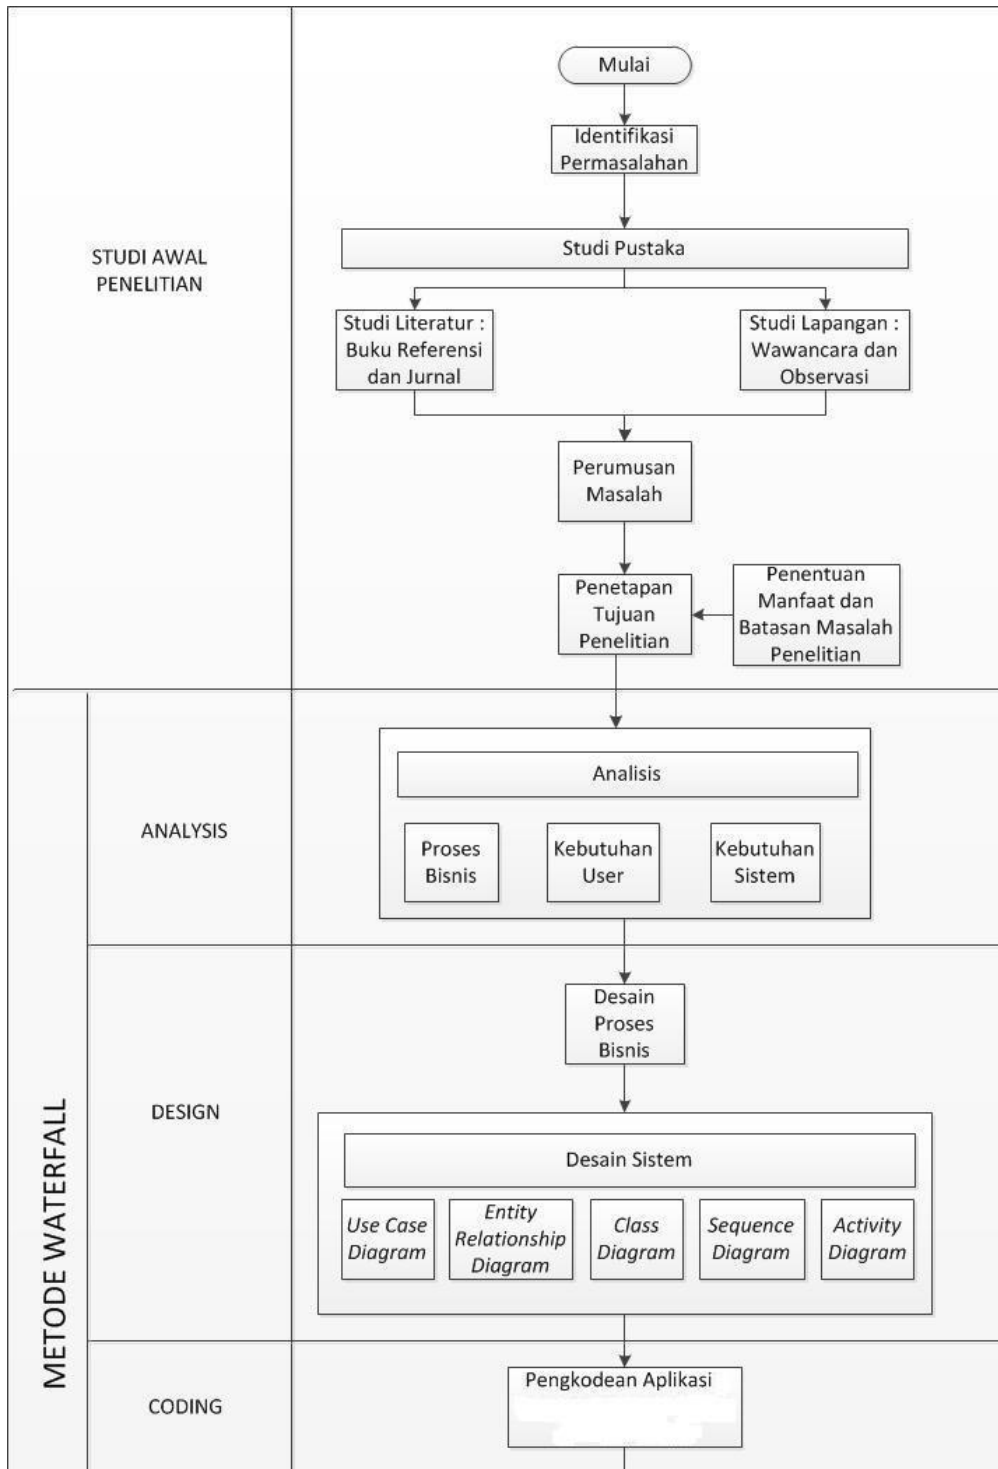 Mulai
Identifikasi
Permasalahan
Studi Pustaka
STUDI AWAL
PENELITIAN
Studi Literatur :
Buku Referensi
dan Jurnal
Studi Lapangan :
Wawancara dan
Observasi
Perumusan
Masalah
Penetapan
Tujuan
Penelitian
Penentuan
Manfaat dan
Batasan Masalah
Penelitian
METODE WATERFALL
ANALYSIS
Analisis
Proses
Bisnis
Kebutuhan
User
Kebutuhan
Sistem
DESIGN
Desain
Proses
Bisnis
Desain Sistem
Use Case
Diagram
Entity
Relationship
Diagram
Class
Diagram
Sequence
Diagram
Activity
Diagram
CODING
Pengkodean Aplikasi